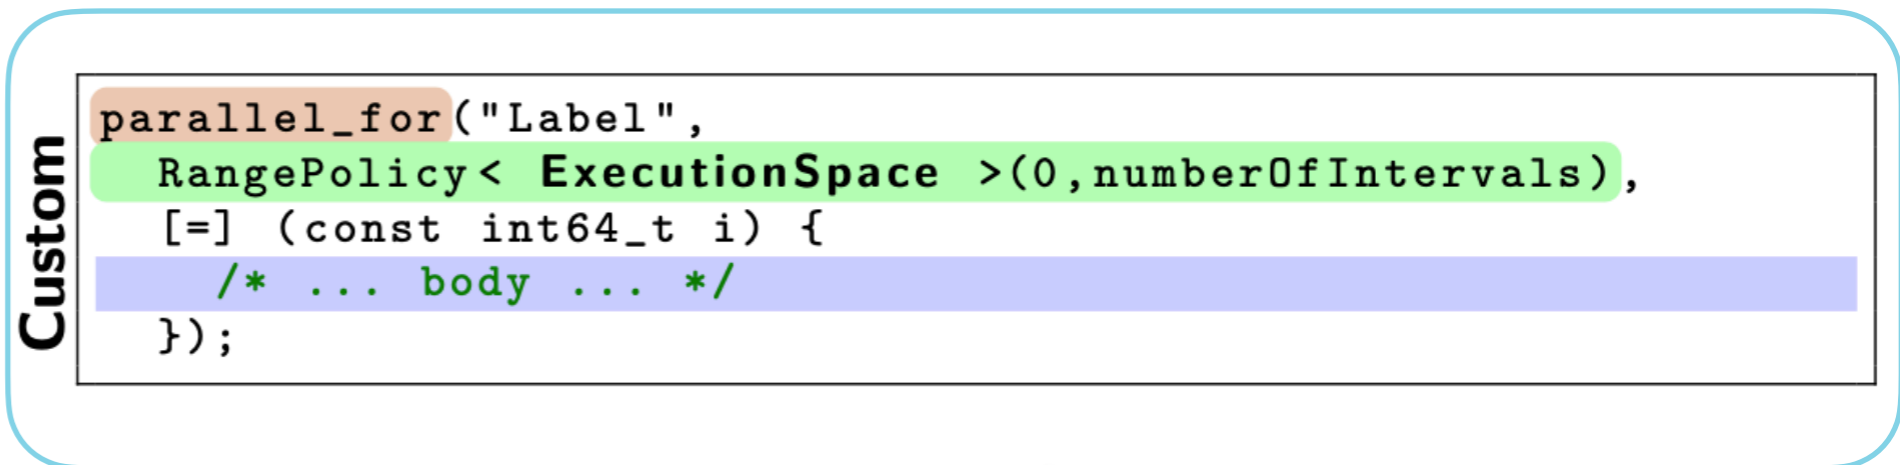 Custom
parallel_for("Label",
  RangePolicy< ExecutionSpace >(0,numberOfIntervals),
  [=] (const int64_t i) {
    /* ... body ... */
  });